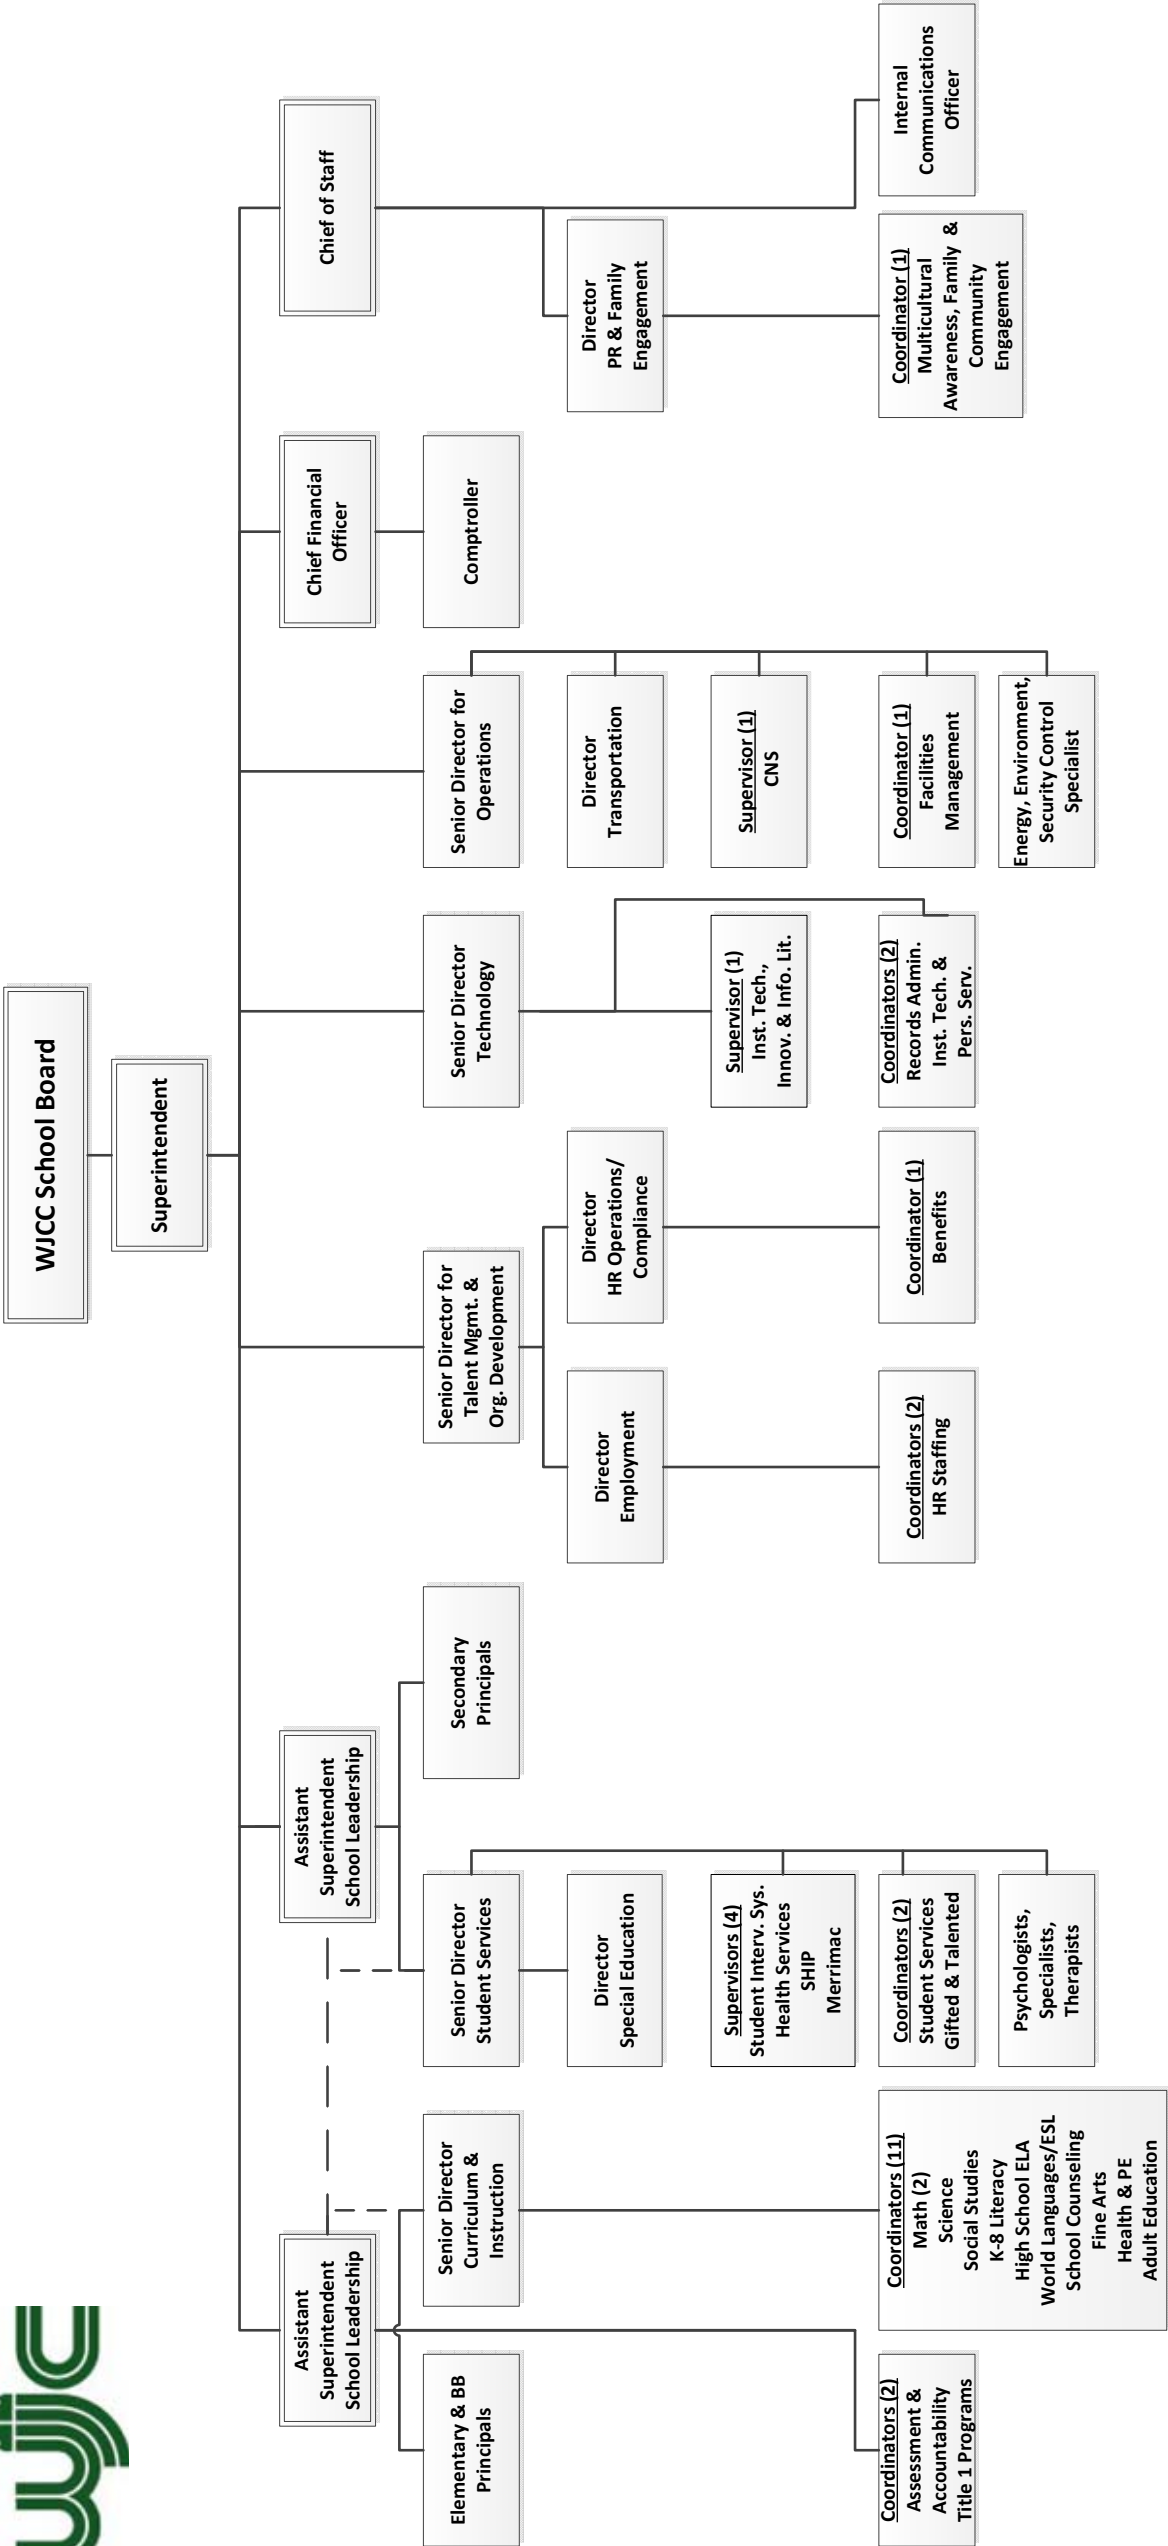 wjcc
WJCC School Board
Superintendent
Assistant
Superintendent
School Leadership
Assistant
Superintendent
School Leadership
Chief Financial
Officer
Chief of Staff
Elementary & BB
Principals
Senior Director
Curriculum &
Instruction
Senior Director
Student Services
Secondary
Principals
Senior Director for
Talent Mgmt. &
Org. Development
Senior Director
Technology
Senior Director for
Operations
Comptroller
Director
Special Education
Director
Employment
Director
HR Operations/
Compliance
Director
Transportation
Director
PR & Family
Engagement
Supervisors (4)
Student Interv. Sys.
Health Services
SHIP
Merrimac
Supervisor (1)
Inst. Tech.,
Innov. & Info. Lit.
Supervisor (1)
CNS
Coordinators (2)
Assessment &
Accountability
Title 1 Programs
Coordinators (11)
Math (2)
Science
Social Studies
K-8 Literacy
High School ELA
World Languages/ESL
School Counseling
Fine Arts
Health & PE
Adult Education
Coordinators (2)
Student Services
Gifted & Talented
Coordinators (2)
HR Staffing
Coordinator (1)
Benefits
Coordinators (2)
Records Admin.
Inst. Tech. &
Pers. Serv.
Coordinator (1)
Facilities
Management
Coordinator (1)
Multicultural
Awareness, Family &
Community
Engagement
Internal
Communications
Officer
Psychologists,
Specialists,
Therapists
Energy, Environment,
Security Control
Specialist